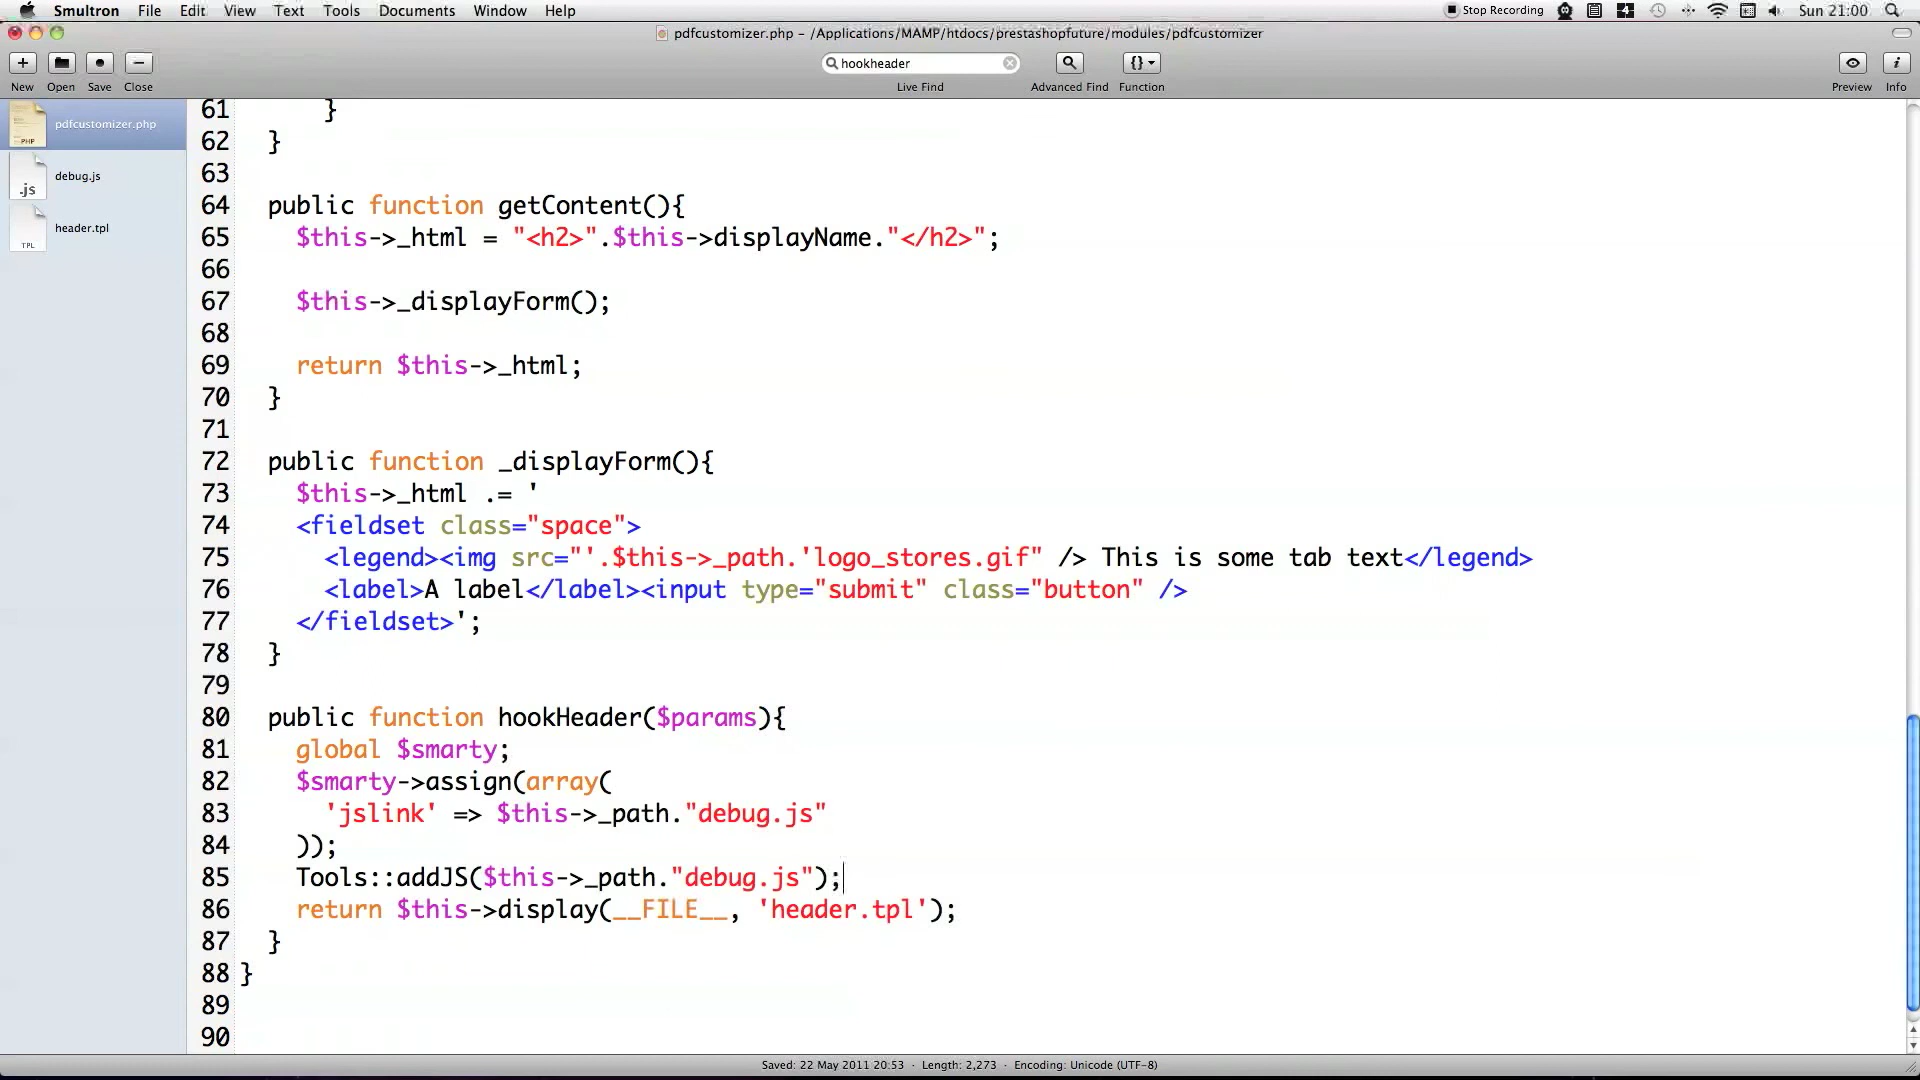 Smultron File Edit View Text Tools Documents Window Help Stop Recording 4 Sun 21:00
pdfcustomizer.php – /Applications/MAMP/htdocs/prestashopfuture/modules/pdfcustomizer
hookheader {}
New Open Save Close Live Find Advanced Find Function Preview Info
pdfcustomizer.php
PHP
debug.js
.js
header.tpl
TPL
61 }
62 }
63
64 public function getContent(){
65 $this->_html = "<h2>".$this->displayName."</h2>";
66
67 $this->_displayForm();
68
69 return $this->_html;
70 }
71
72 public function _displayForm(){
73 $this->_html .= '
74 <fieldset class="space">
75 <legend><img src="'.$this->_path.'logo_stores.gif" /> This is some tab text</legend>
76 <label>A label</label><input type="submit" class="button" />
77 </fieldset>';
78 }
79
80 public function hookHeader($params){
81 global $smarty;
82 $smarty->assign(array(
83 'jslink' => $this->_path."debug.js"
84 ));
85 Tools::addJS($this->_path."debug.js");
86 return $this->display(__FILE__, 'header.tpl');
87 }
88 }
89
90
Saved: 22 May 2011 20:53 · Length: 2,273 · Encoding: Unicode (UTF-8)